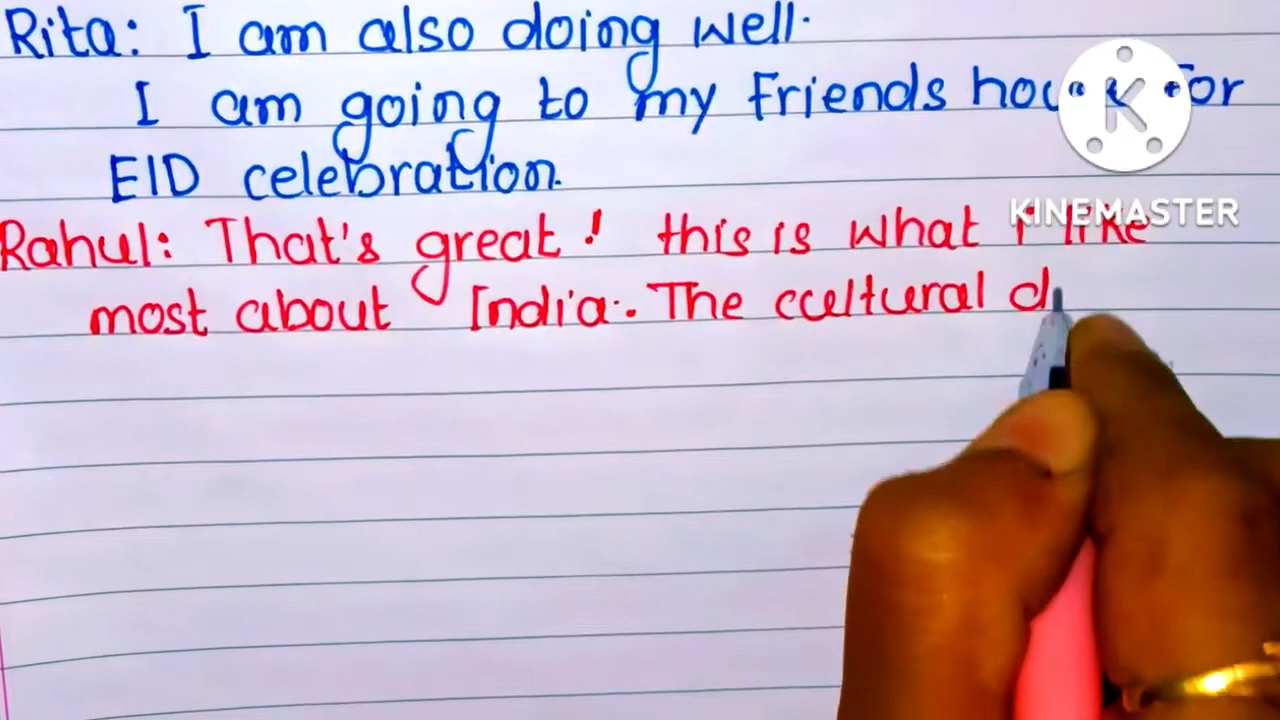 Rita: I am also doing well.
I am going to my Friends for
EID celebration.
KINEMASTER
Rahul: That's great! this is what i like
most about India. The cultural d